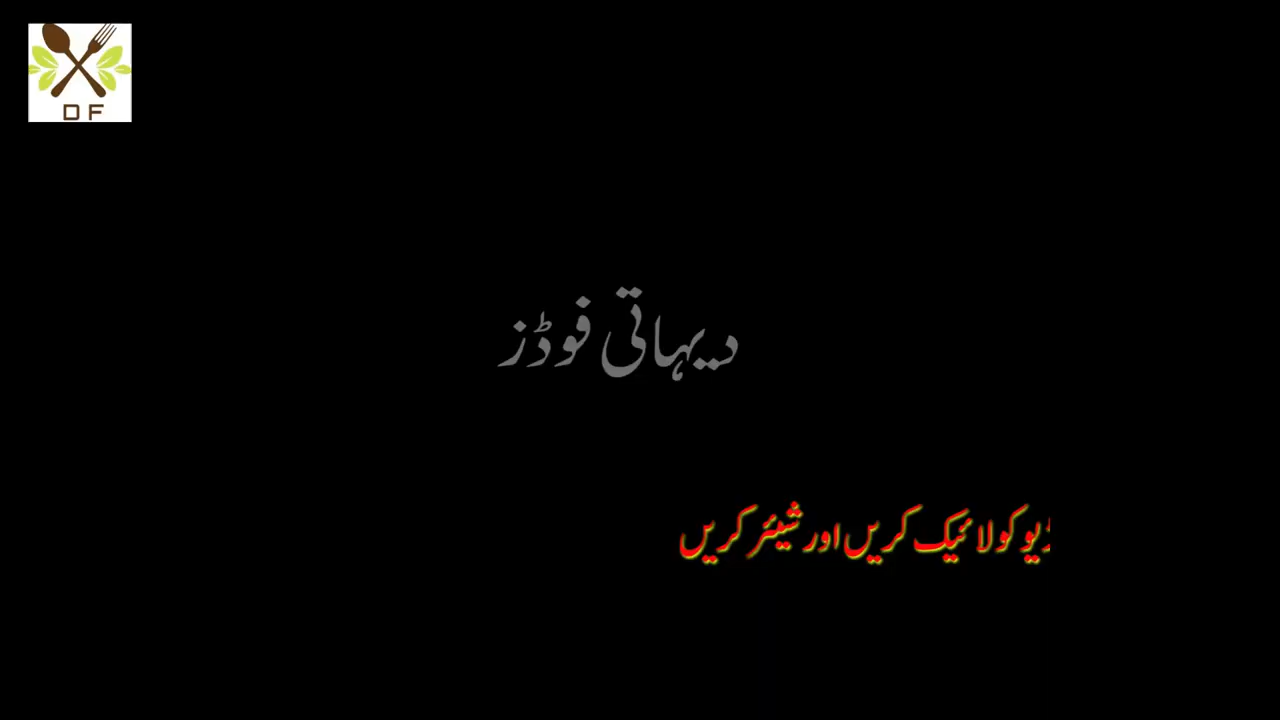 DF
دیہاتی فوڈز
کو لائیک کریں اور شیئر کریں